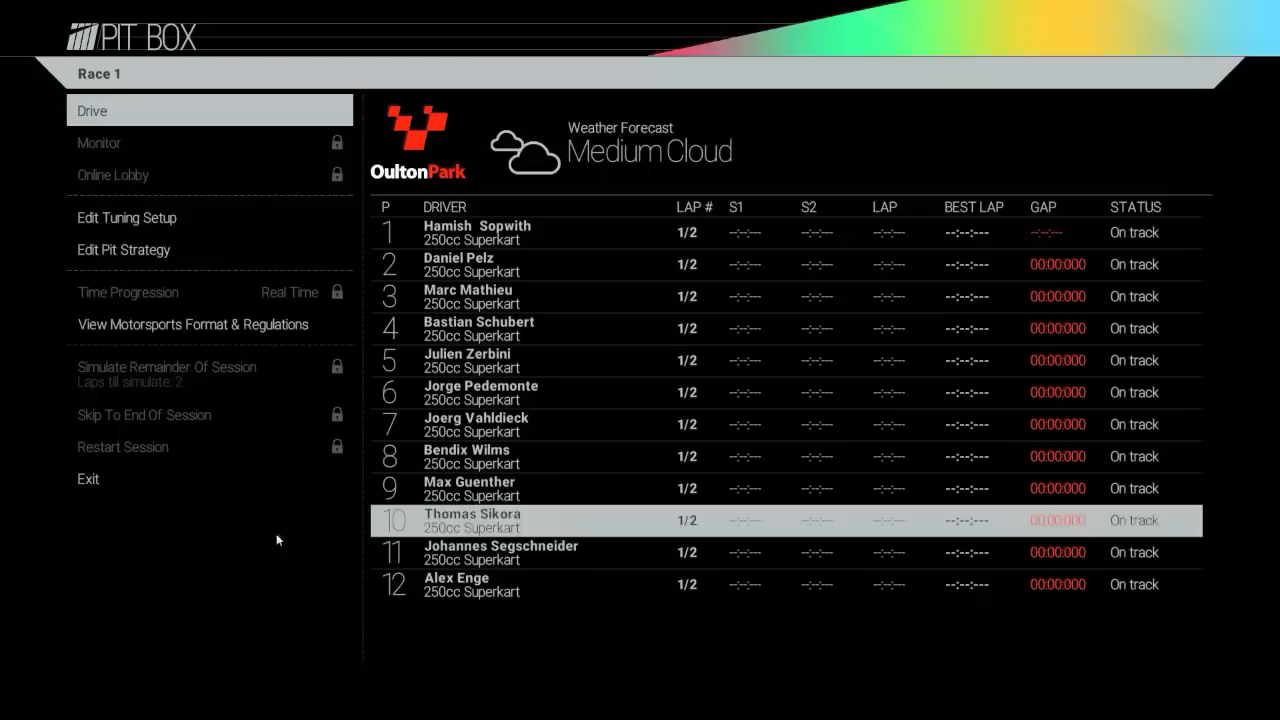 PIT BOX
Race 1
Drive
Monitor
Online Lobby
Edit Tuning Setup
Edit Pit Strategy
Time Progression Real Time
View Motorsports Format & Regulations
Simulate Remainder Of Session
Laps till simulate: 2
Skip To End Of Session
Restart Session
Exit
OultonPark
Weather Forecast
Medium Cloud
P DRIVER LAP # S1 S2 LAP BEST LAP GAP STATUS
1 Hamish Sopwith 250cc Superkart 1/2 --:--:--- --:--:--- --:--:--- --:--:--- --:--:--- On track
2 Daniel Pelz 250cc Superkart 1/2 --:--:--- --:--:--- --:--:--- --:--:--- 00:00:000 On track
3 Marc Mathieu 250cc Superkart 1/2 --:--:--- --:--:--- --:--:--- --:--:--- 00:00:000 On track
4 Bastian Schubert 250cc Superkart 1/2 --:--:--- --:--:--- --:--:--- --:--:--- 00:00:000 On track
5 Julien Zerbini 250cc Superkart 1/2 --:--:--- --:--:--- --:--:--- --:--:--- 00:00:000 On track
6 Jorge Pedemonte 250cc Superkart 1/2 --:--:--- --:--:--- --:--:--- --:--:--- 00:00:000 On track
7 Joerg Vahldieck 250cc Superkart 1/2 --:--:--- --:--:--- --:--:--- --:--:--- 00:00:000 On track
8 Bendix Wilms 250cc Superkart 1/2 --:--:--- --:--:--- --:--:--- --:--:--- 00:00:000 On track
9 Max Guenther 250cc Superkart 1/2 --:--:--- --:--:--- --:--:--- --:--:--- 00:00:000 On track
10 Thomas Sikora 250cc Superkart 1/2 --:--:--- --:--:--- --:--:--- --:--:--- 00:00:000 On track
11 Johannes Segschneider 250cc Superkart 1/2 --:--:--- --:--:--- --:--:--- --:--:--- 00:00:000 On track
12 Alex Enge 250cc Superkart 1/2 --:--:--- --:--:--- --:--:--- --:--:--- 00:00:000 On track